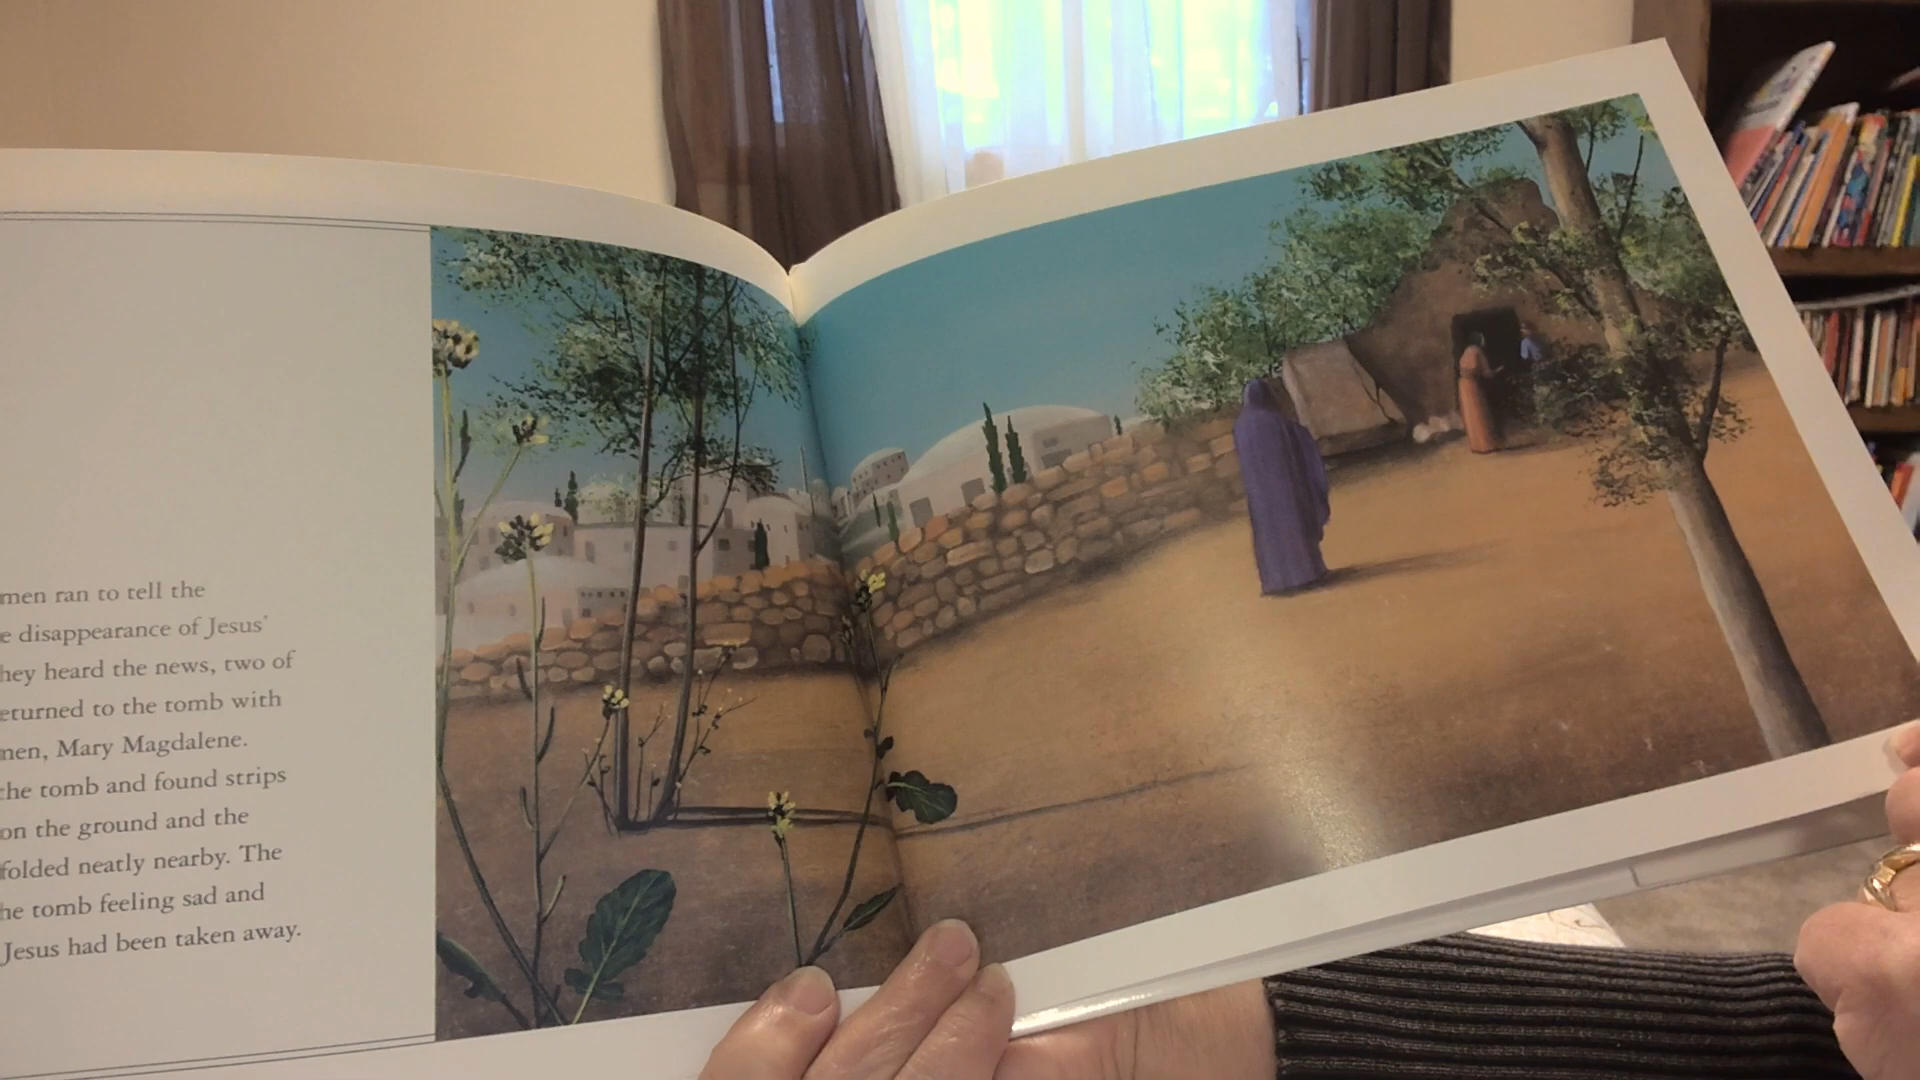 men ran to tell the
e disappearance of Jesus'
hey heard the news, two of
eturned to the tomb with
men, Mary Magdalene.
the tomb and found strips
on the ground and the
folded neatly nearby. The
he tomb feeling sad and
Jesus had been taken away.